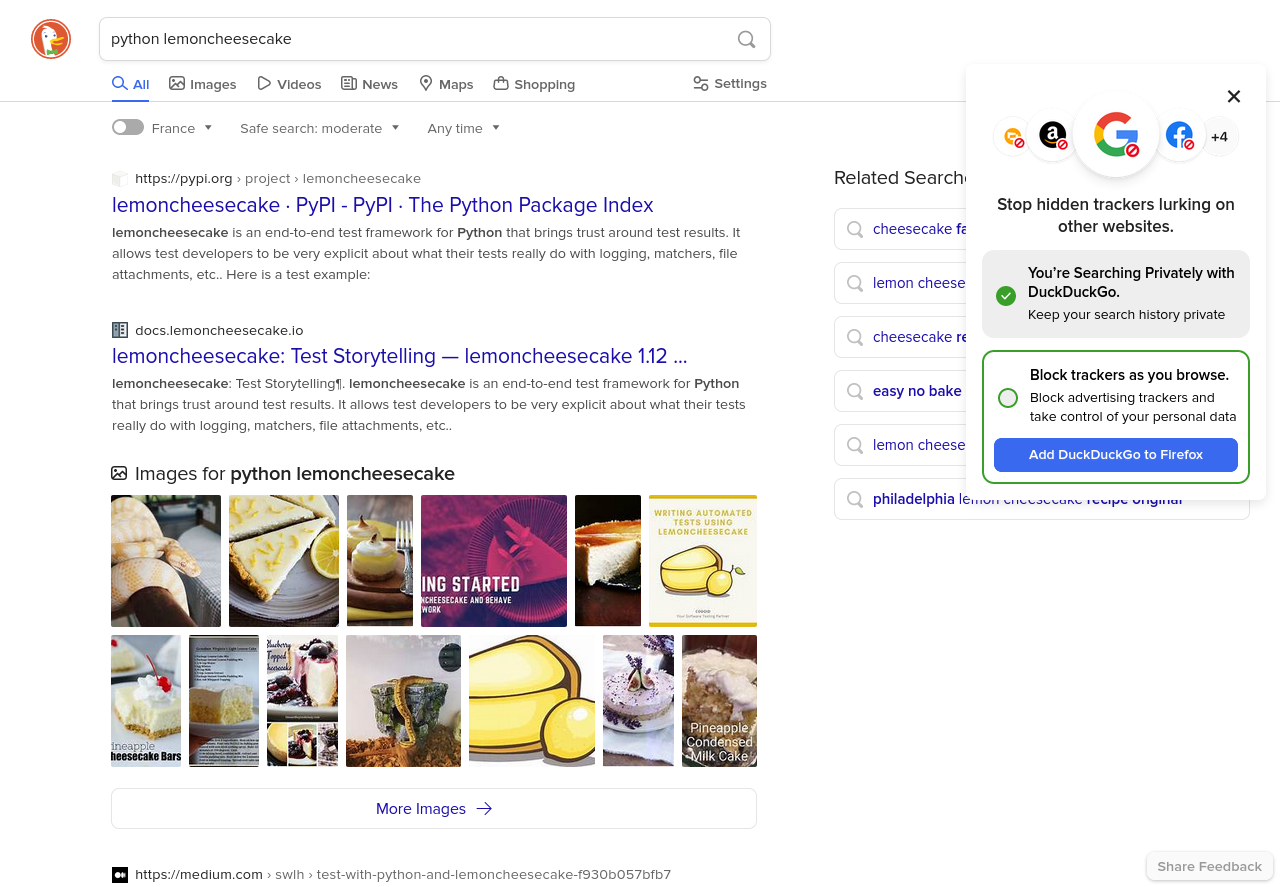 python lemoncheesecake
All
Images
Videos
News
Maps
Shopping
Settings
France
Safe search: moderate
Any time
https://pypi.org › project › lemoncheesecake
lemoncheesecake · PyPI - PyPI · The Python Package Index
lemoncheesecake is an end-to-end test framework for Python that brings trust around test results. It
allows test developers to be very explicit about what their tests really do with logging, matchers, file
attachments, etc.. Here is a test example:
docs.lemoncheesecake.io
lemoncheesecake: Test Storytelling — lemoncheesecake 1.12 ...
lemoncheesecake: Test Storytelling¶. lemoncheesecake is an end-to-end test framework for Python
that brings trust around test results. It allows test developers to be very explicit about what their tests
really do with logging, matchers, file attachments, etc..
Images for python lemoncheesecake
ING STARTED
NCHEESECAKE AND BEHAVE
WORK
WRITING AUTOMATED
TESTS USING
LEMONCHEESECAKE
CODOID
Your Software Testing Partner
ineapple
heesecake Bars
Blueberry
Topped
heesecake
Pineapple
Condensed
Milk Cake
More Images
https://medium.com › swlh › test-with-python-and-lemoncheesecake-f930b057bfb7
Related Searche
cheesecake fa
lemon cheese
cheesecake re
easy no bake
lemon cheese
philadelphia lemon cheesecake recipe original
+4
Stop hidden trackers lurking on
other websites.
You’re Searching Privately with
DuckDuckGo.
Keep your search history private
Block trackers as you browse.
Block advertising trackers and
take control of your personal data
Add DuckDuckGo to Firefox
Share Feedback